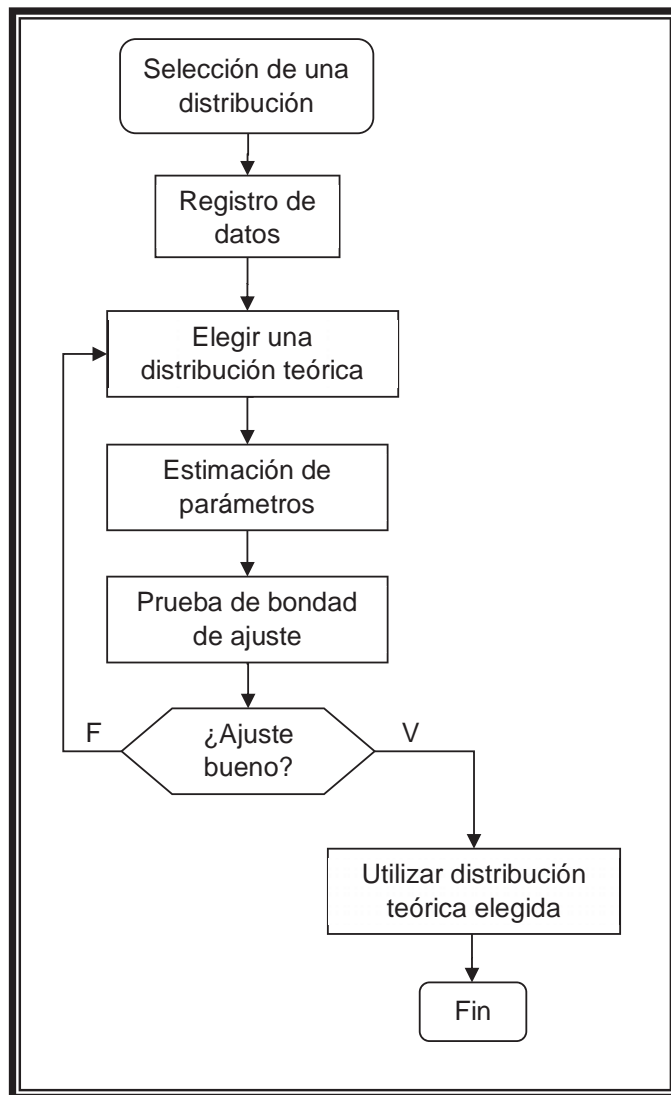 Selección de una
distribución
Registro de
datos
Elegir una
distribución teórica
Estimación de
parámetros
Prueba de bondad
de ajuste
F
¿Ajuste
bueno?
V
Utilizar distribución
teórica elegida
Fin